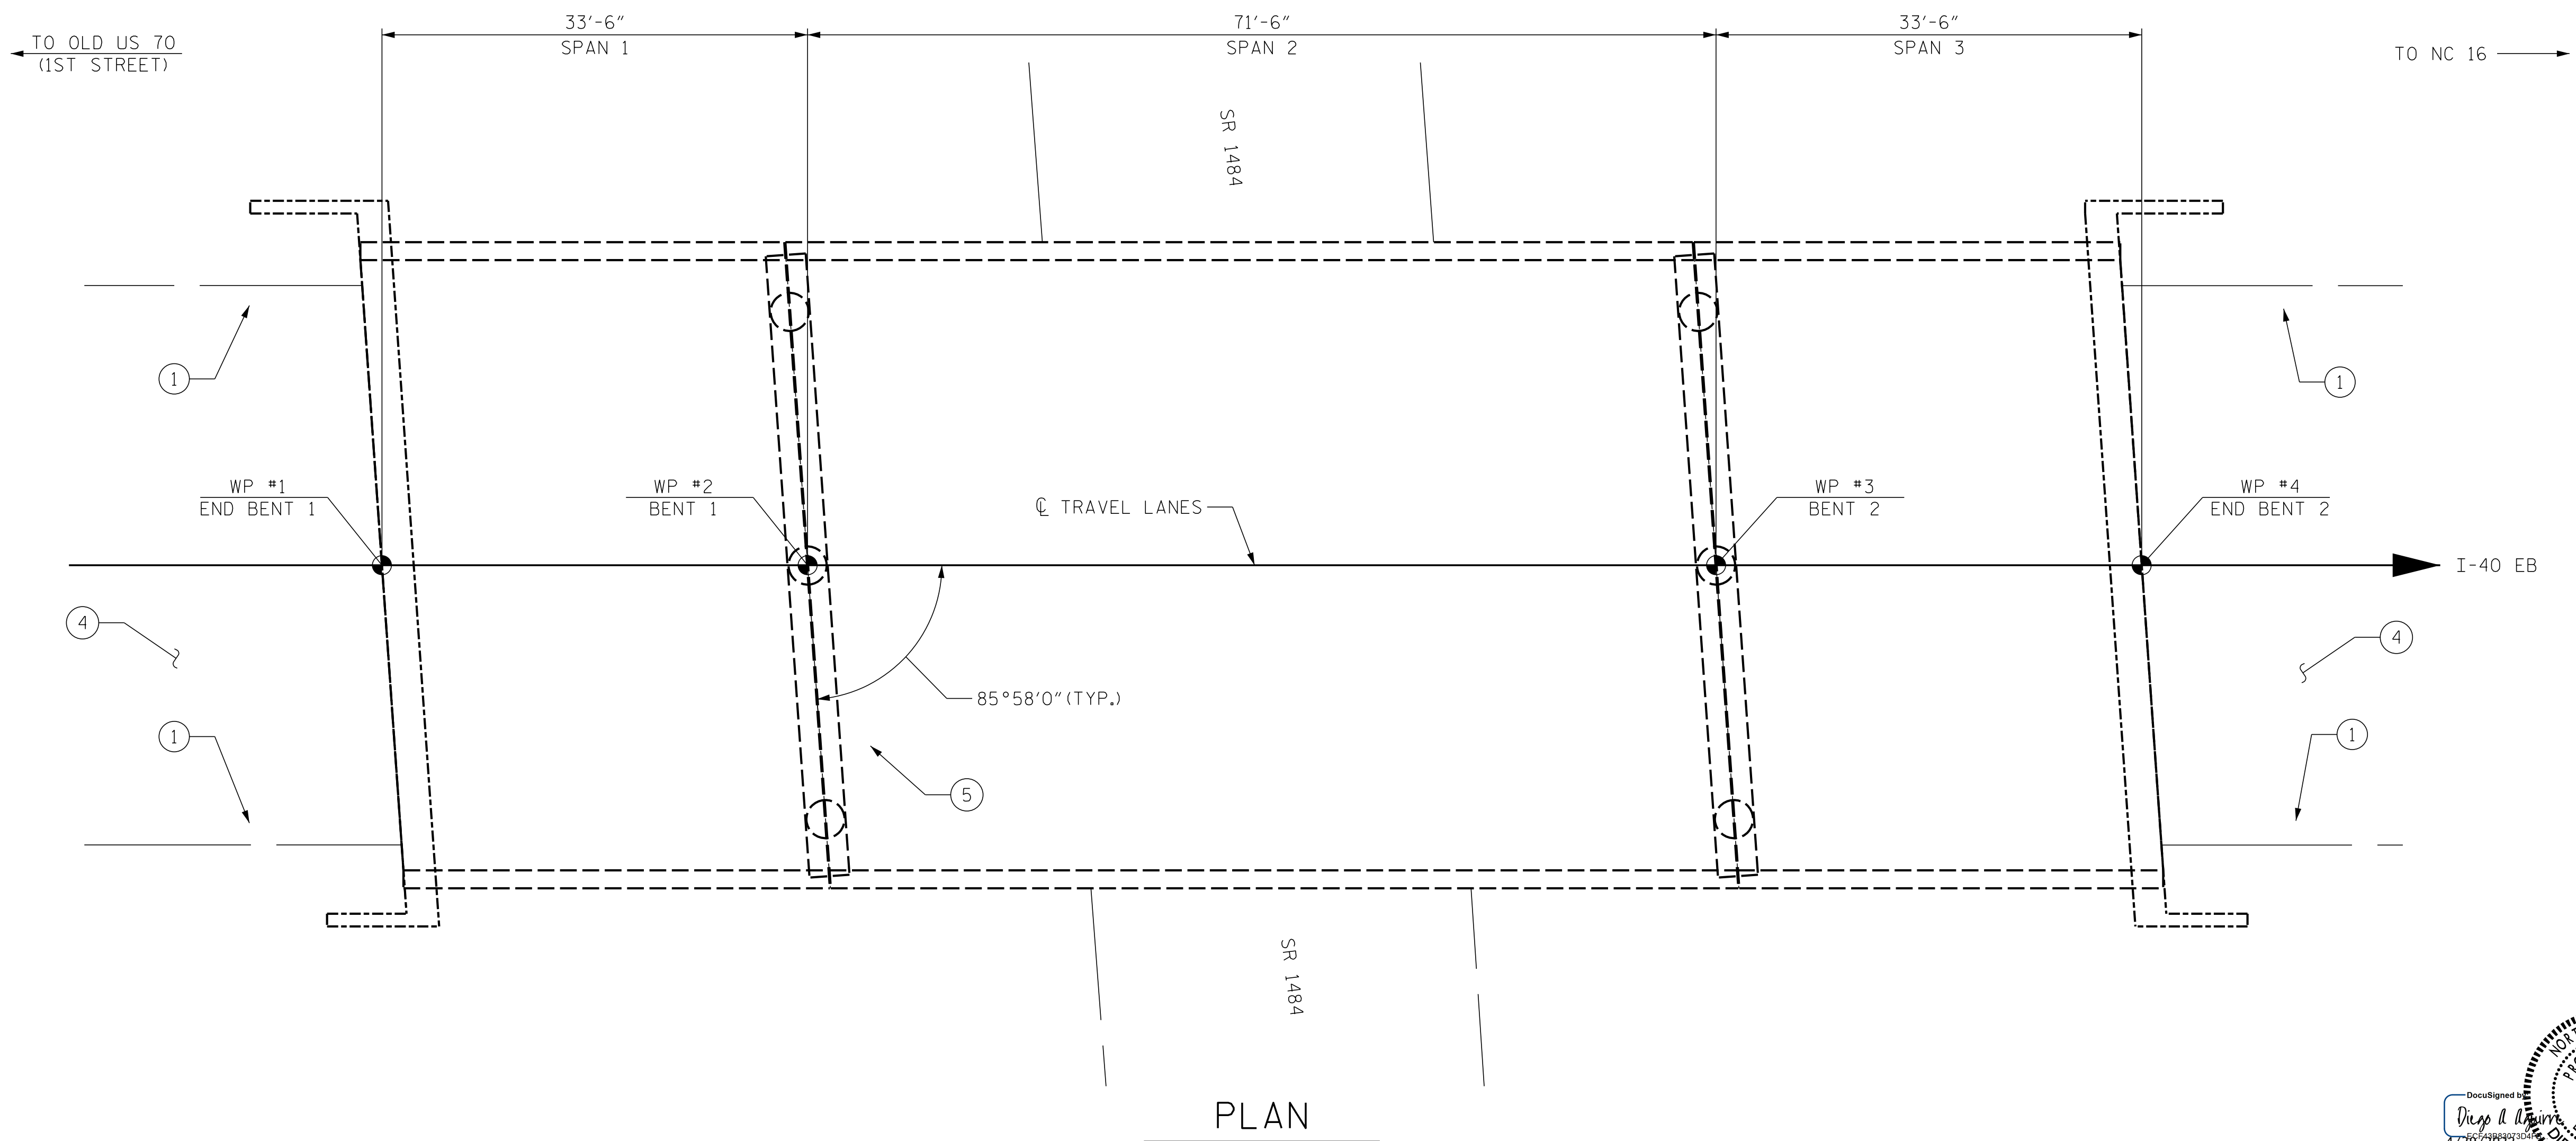 33'-6"
SPAN 1
71'-6"
SPAN 2
33'-6"
SPAN 3
TO OLD US 70
(1ST STREET)
TO NC 16
SR 1484
1
1
WP #1
END BENT 1
WP #2
BENT 1
℄ TRAVEL LANES
WP #3
BENT 2
WP #4
END BENT 2
I-40 EB
4
4
85°58'0"(TYP.)
1
1
5
SR 1484
PLAN
DocuSigned by
Diego A